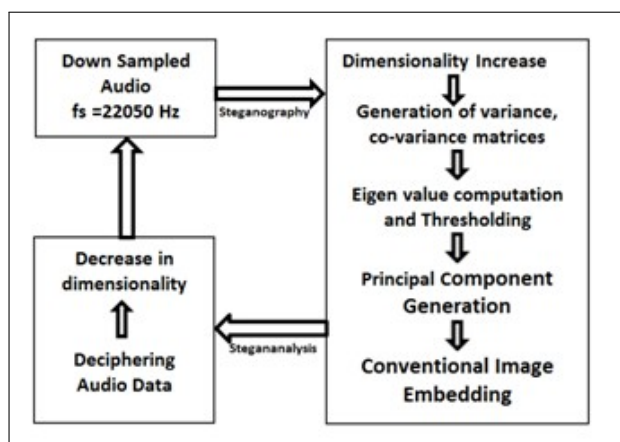 Down Sampled
Audio
fs =22050 Hz
Steganography
Dimensionality Increase
Generation of variance,
co-variance matrices
Eigen value computation
and Thresholding
Principal Component
Generation
Conventional Image
Embedding
Stegananalysis
Decrease in
dimensionality
Deciphering
Audio Data